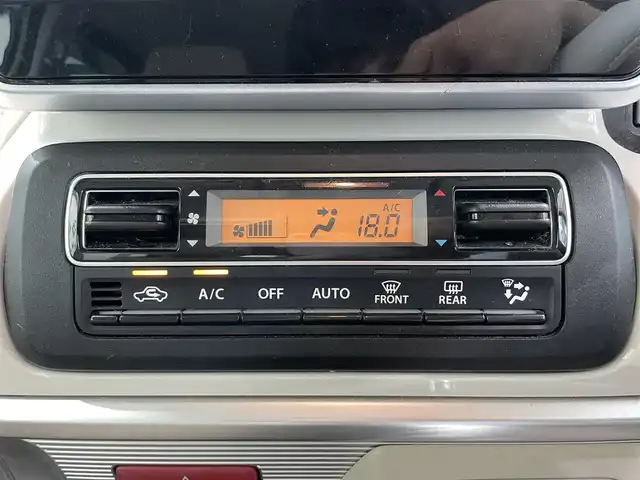 A/C
18.0
A/C OFF AUTO FRONT REAR